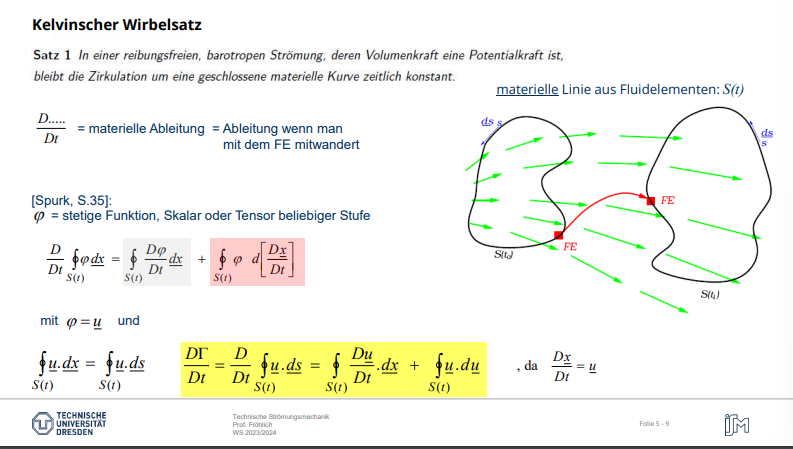 Kelvinscher Wirbelsatz
Satz 1 In einer reibungsfreien, barotropen Strömung, deren Volumenkraft eine Potentialkraft ist,
bleibt die Zirkulation um eine geschlossene materielle Kurve zeitlich konstant.
materielle Linie aus Fluidelementen: S(t)
D..... / Dt = materielle Ableitung = Ableitung wenn man
mit dem FE mitwandert
ds s
ds
s
FE
FE
S(t₀)
S(t₁)
[Spurk, S.35]:
φ = stetige Funktion, Skalar oder Tensor beliebiger Stufe
D/Dt ∮_{S(t)} φ dx = ∮_{S(t)} Dφ/Dt dx + ∮_{S(t)} φ d[Dx/Dt]
mit φ = u und
∮_{S(t)} u.dx = ∮_{S(t)} u.ds
DΓ/Dt = D/Dt ∮_{S(t)} u.ds = ∮_{S(t)} Du/Dt .dx + ∮_{S(t)} u.du , da Dx/Dt = u
TECHNISCHE
UNIVERSITÄT
DRESDEN
Technische Strömungsmechanik
Prof. Fröhlich
WS 2023/2024
Folie 5 - 9
ISM